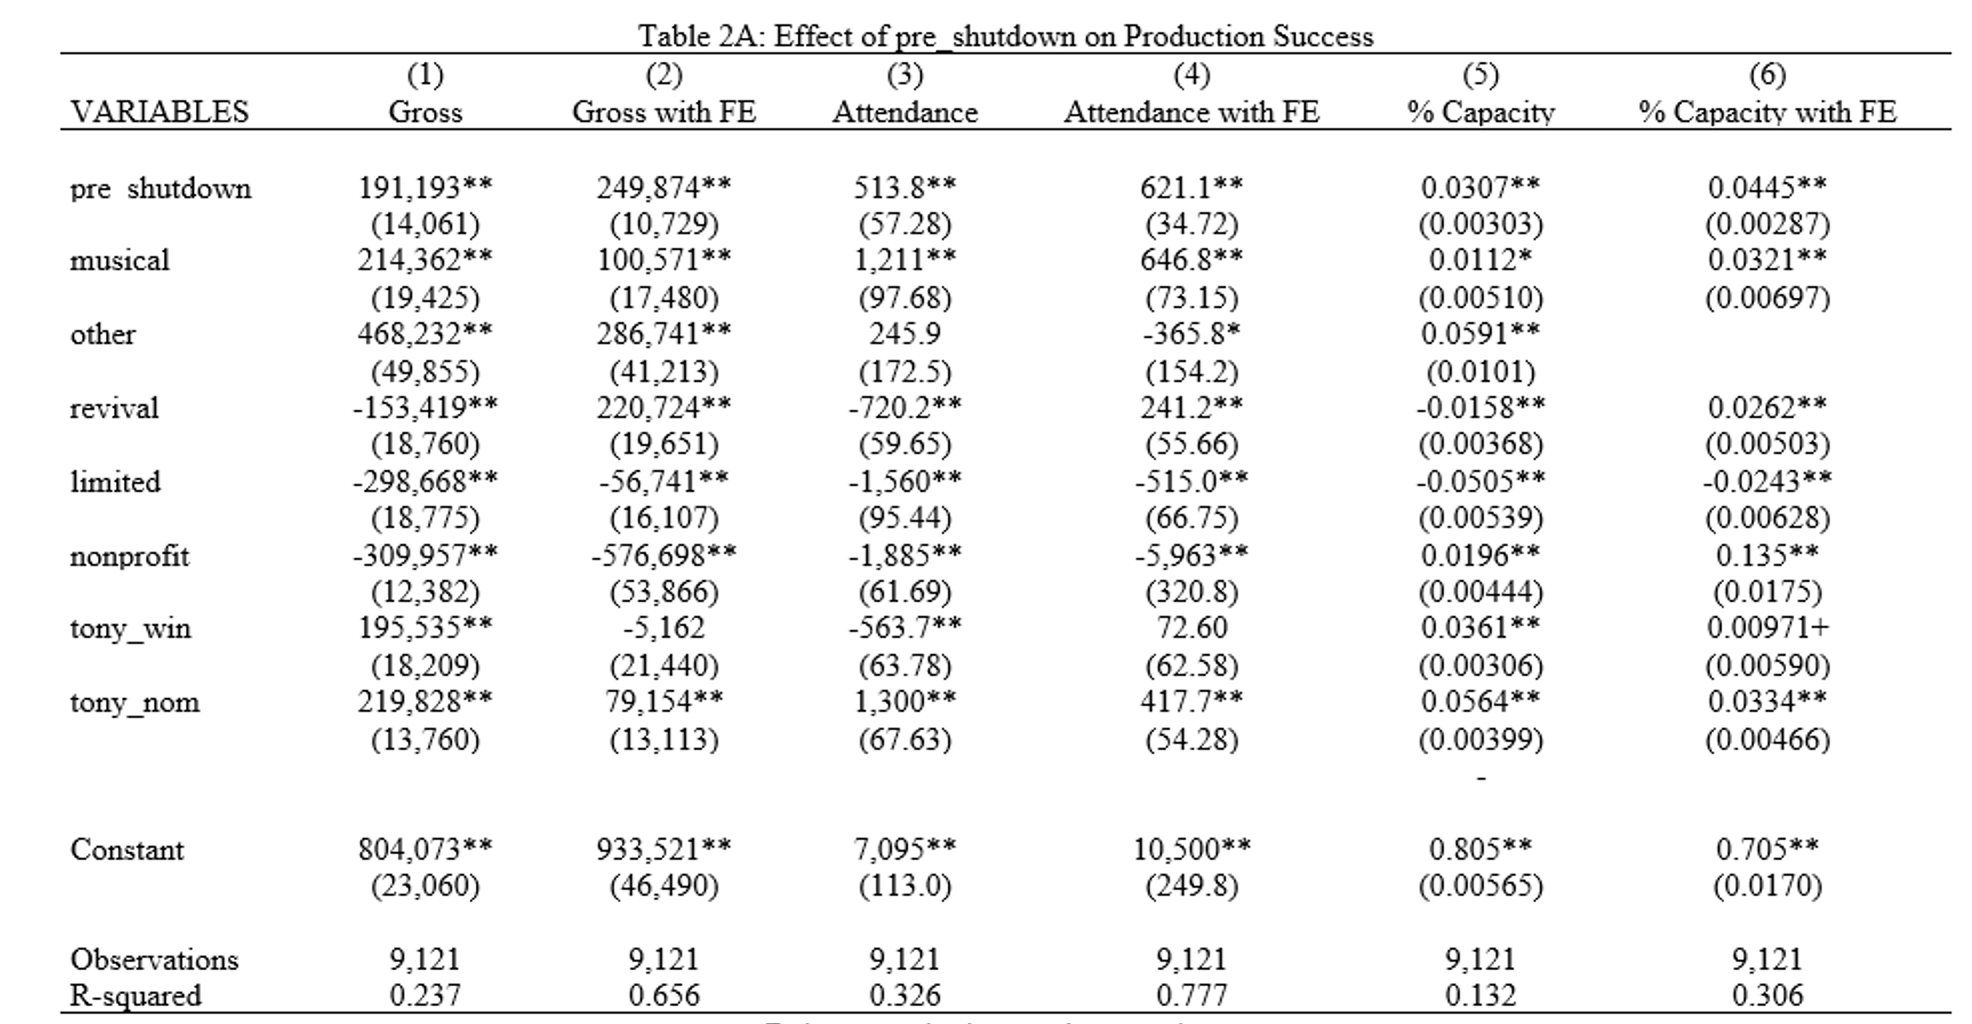 Table 2A: Effect of pre_shutdown on Production Success
(1) (2) (3) (4) (5) (6)
VARIABLES Gross Gross with FE Attendance Attendance with FE % Capacity % Capacity with FE
pre shutdown 191,193** 249,874** 513.8** 621.1** 0.0307** 0.0445**
(14,061) (10,729) (57.28) (34.72) (0.00303) (0.00287)
musical 214,362** 100,571** 1,211** 646.8** 0.0112* 0.0321**
(19,425) (17,480) (97.68) (73.15) (0.00510) (0.00697)
other 468,232** 286,741** 245.9 -365.8* 0.0591**
(49,855) (41,213) (172.5) (154.2) (0.0101)
revival -153,419** 220,724** -720.2** 241.2** -0.0158** 0.0262**
(18,760) (19,651) (59.65) (55.66) (0.00368) (0.00503)
limited -298,668** -56,741** -1,560** -515.0** -0.0505** -0.0243**
(18,775) (16,107) (95.44) (66.75) (0.00539) (0.00628)
nonprofit -309,957** -576,698** -1,885** -5,963** 0.0196** 0.135**
(12,382) (53,866) (61.69) (320.8) (0.00444) (0.0175)
tony_win 195,535** -5,162 -563.7** 72.60 0.0361** 0.00971+
(18,209) (21,440) (63.78) (62.58) (0.00306) (0.00590)
tony_nom 219,828** 79,154** 1,300** 417.7** 0.0564** 0.0334**
(13,760) (13,113) (67.63) (54.28) (0.00399) (0.00466)
-
Constant 804,073** 933,521** 7,095** 10,500** 0.805** 0.705**
(23,060) (46,490) (113.0) (249.8) (0.00565) (0.0170)
Observations 9,121 9,121 9,121 9,121 9,121 9,121
R-squared 0.237 0.656 0.326 0.777 0.132 0.306